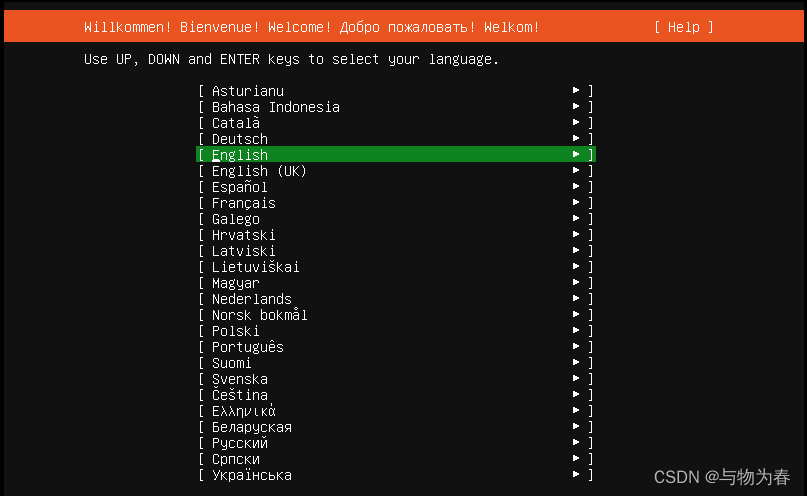 Willkommen! Bienvenue! Welcome! Добро пожаловать! Welkom! [ Help ]
Use UP, DOWN and ENTER keys to select your language.
[ Asturianu ► ]
[ Bahasa Indonesia ► ]
[ Català ► ]
[ Deutsch ► ]
[ English ► ]
[ English (UK) ► ]
[ Español ► ]
[ Français ► ]
[ Galego ► ]
[ Hrvatski ► ]
[ Latviski ► ]
[ Lietuviškai ► ]
[ Magyar ► ]
[ Nederlands ► ]
[ Norsk bokmål ► ]
[ Polski ► ]
[ Português ► ]
[ Suomi ► ]
[ Svenska ► ]
[ Čeština ► ]
[ Ελληνικά ► ]
[ Беларуская ► ]
[ Русский ► ]
[ Српски ► ]
[ Українська ► ]
CSDN @与物为春